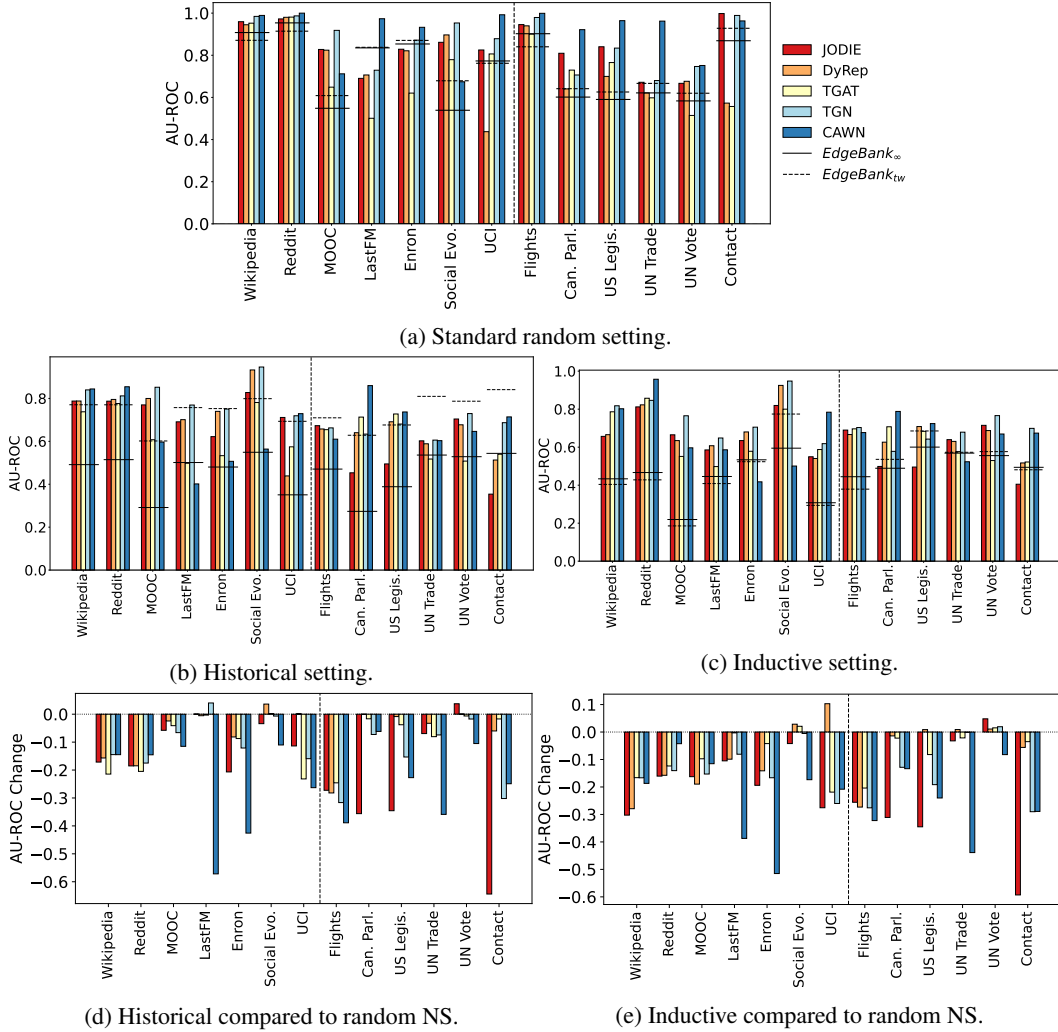 1.0
0.8
0.6
0.4
0.2
0.0
AU-ROC
Wikipedia
Reddit
MOOC
LastFM
Enron
Social Evo.
UCI
Flights
Can. Parl.
US Legis.
UN Trade
UN Vote
Contact
JODIE
DyRep
TGAT
TGN
CAWN
EdgeBank∞
EdgeBank_tw
(a) Standard random setting.
0.8
0.6
0.4
0.2
0.0
AU-ROC
Wikipedia
Reddit
MOOC
LastFM
Enron
Social Evo.
UCI
Flights
Can. Parl.
US Legis.
UN Trade
UN Vote
Contact
(b) Historical setting.
1.0
0.8
0.6
0.4
0.2
0.0
AU-ROC
Wikipedia
Reddit
MOOC
LastFM
Enron
Social Evo.
UCI
Flights
Can. Parl.
US Legis.
UN Trade
UN Vote
Contact
(c) Inductive setting.
0.0
−0.1
−0.2
−0.3
−0.4
−0.5
−0.6
AU-ROC Change
Wikipedia
Reddit
MOOC
LastFM
Enron
Social Evo.
UCI
Flights
Can. Parl.
US Legis.
UN Trade
UN Vote
Contact
(d) Historical compared to random NS.
0.1
0.0
−0.1
−0.2
−0.3
−0.4
−0.5
−0.6
AU-ROC Change
Wikipedia
Reddit
MOOC
LastFM
Enron
Social Evo.
UCI
Flights
Can. Parl.
US Legis.
UN Trade
UN Vote
Contact
(e) Inductive compared to random NS.